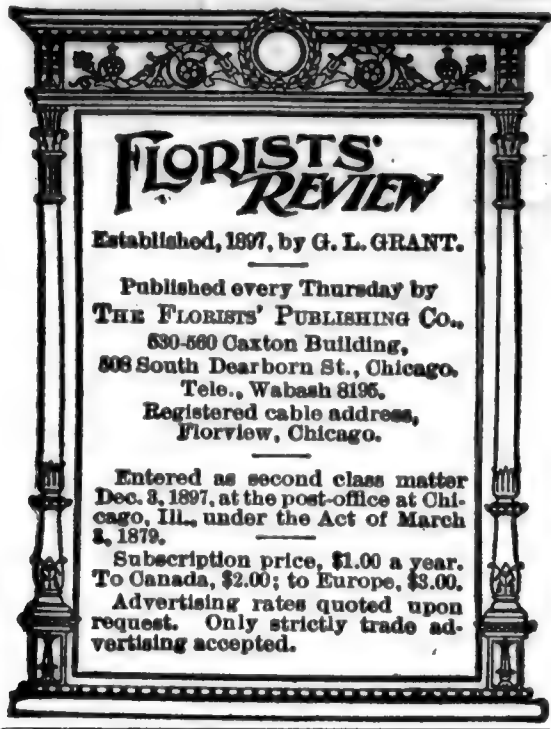 FLORISTS'
REVIEW
Established, 1897, by G. L. GRANT.
Published every Thursday by
THE FLORISTS' PUBLISHING CO.,
530-560 Caxton Building,
508 South Dearborn St., Chicago.
Tele., Wabash 8195.
Registered cable address,
Florview, Chicago.
Entered as second class matter
Dec. 3, 1897, at the post-office at Chi-
cago, Ill., under the Act of March
3, 1879.
Subscription price, $1.00 a year.
To Canada, $2.00; to Europe, $3.00.
Advertising rates quoted upon
request. Only strictly trade ad-
vertising accepted.